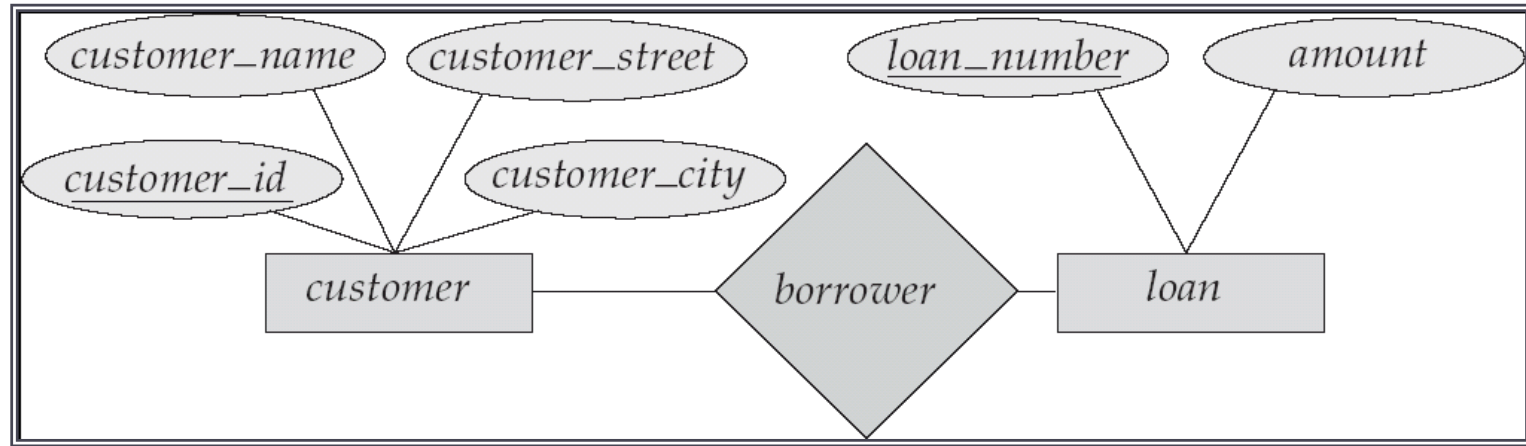 customer_name
customer_street
loan_number
amount
customer_id
customer_city
customer
borrower
loan